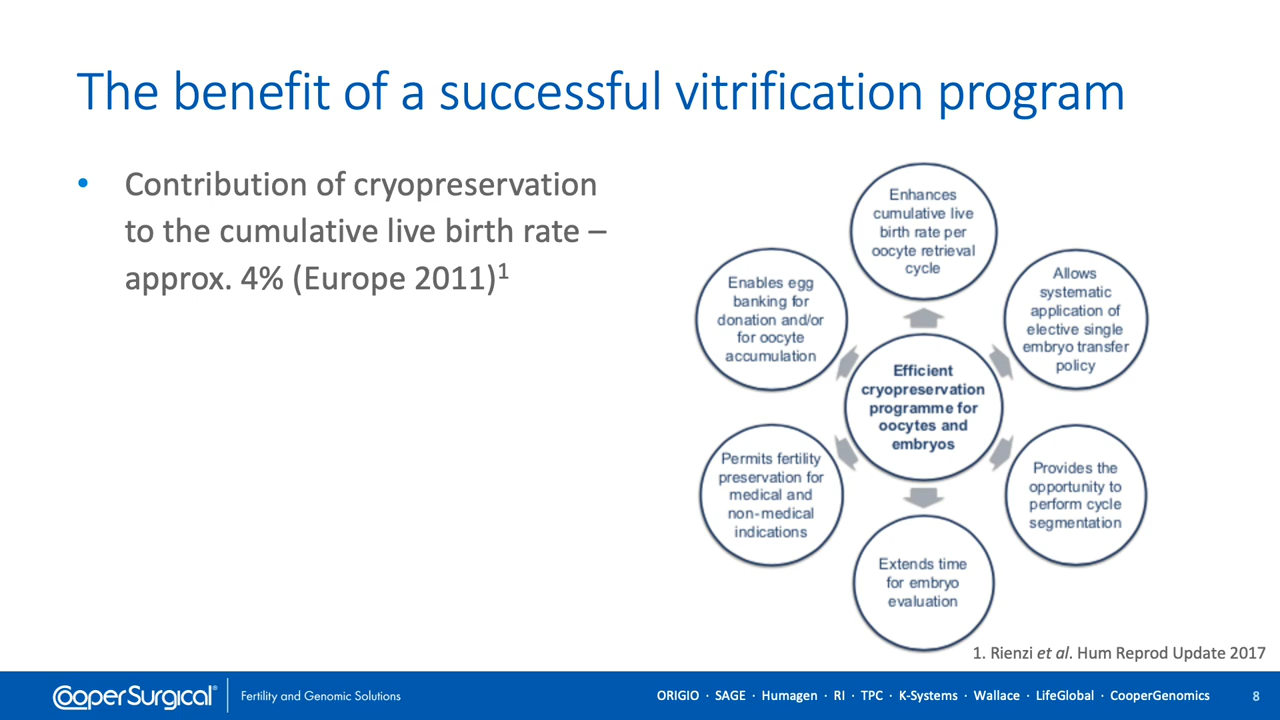 The benefit of a successful vitrification program
• Contribution of cryopreservation
to the cumulative live birth rate –
approx. 4% (Europe 2011)1
Enhances
cumulative live
birth rate per
oocyte retrieval
cycle
Allows
systematic
application of
elective single
embryo transfer
policy
Provides the
opportunity to
perform cycle
segmentation
Extends time
for embryo
evaluation
Permits fertility
preservation for
medical and
non-medical
indications
Enables egg
banking for
donation and/or
for oocyte
accumulation
Efficient
cryopreservation
programme for
oocytes and
embryos
1. Rienzi et al. Hum Reprod Update 2017
CooperSurgical® Fertility and Genomic Solutions
ORIGIO · SAGE · Humagen · RI · TPC · K-Systems · Wallace · LifeGlobal · CooperGenomics
8